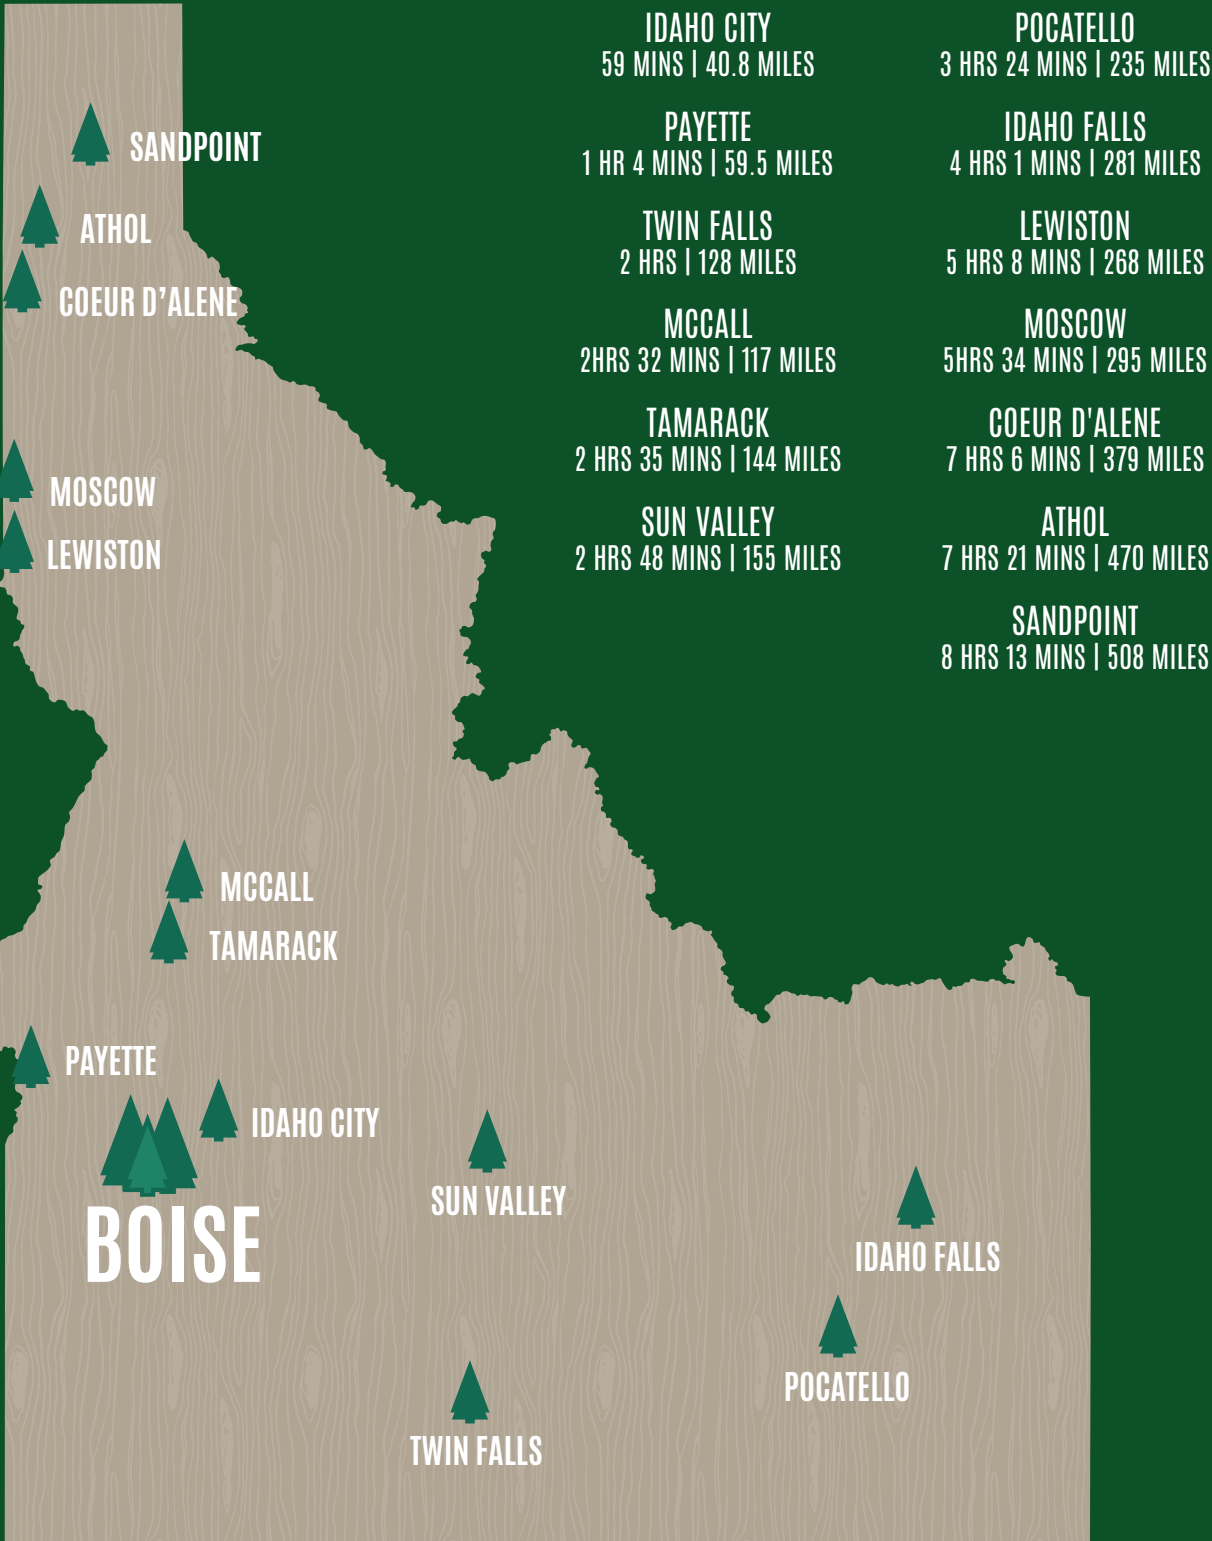 IDAHO CITY
59 MINS | 40.8 MILES
PAYETTE
1 HR 4 MINS | 59.5 MILES
TWIN FALLS
2 HRS | 128 MILES
MCCALL
2HRS 32 MINS | 117 MILES
TAMARACK
2 HRS 35 MINS | 144 MILES
SUN VALLEY
2 HRS 48 MINS | 155 MILES
POCATELLO
3 HRS 24 MINS | 235 MILES
IDAHO FALLS
4 HRS 1 MINS | 281 MILES
LEWISTON
5 HRS 8 MINS | 268 MILES
MOSCOW
5HRS 34 MINS | 295 MILES
COEUR D'ALENE
7 HRS 6 MINS | 379 MILES
ATHOL
7 HRS 21 MINS | 470 MILES
SANDPOINT
8 HRS 13 MINS | 508 MILES
SANDPOINT
ATHOL
COEUR D’ALENE
MOSCOW
LEWISTON
MCCALL
TAMARACK
PAYETTE
IDAHO CITY
BOISE
SUN VALLEY
IDAHO FALLS
POCATELLO
TWIN FALLS